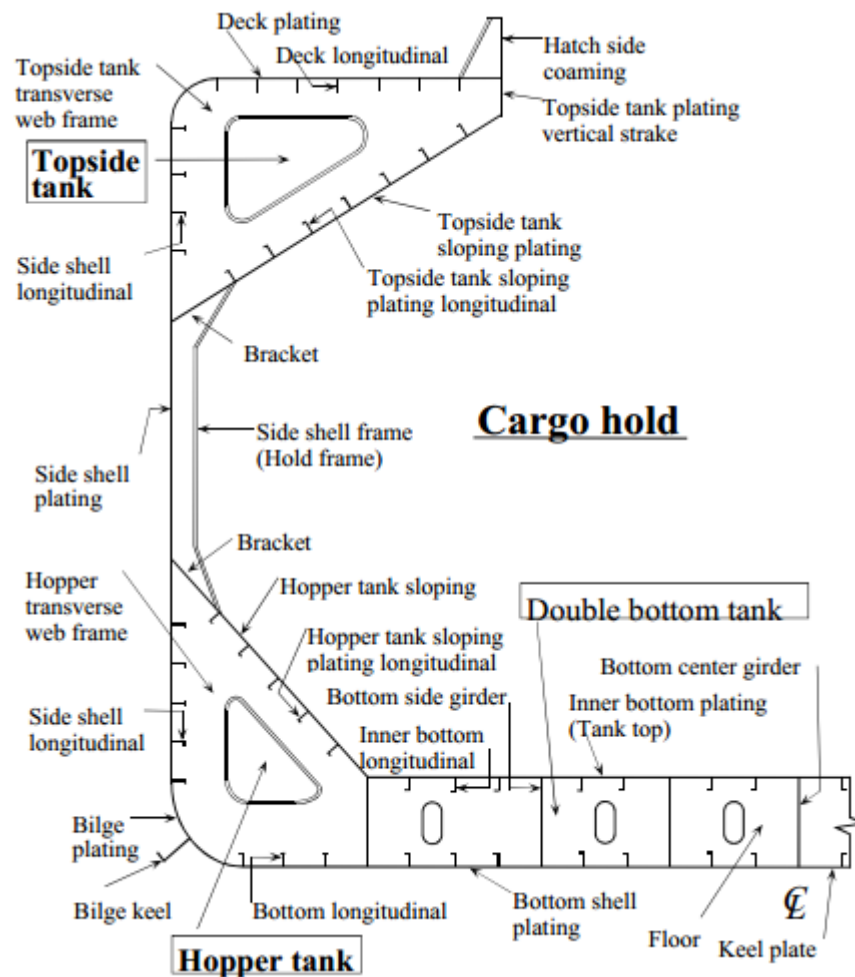 Deck plating
Deck longitudinal
Hatch side
coaming
Topside tank
transverse
web frame
Topside tank plating
vertical strake
Topside
tank
Topside tank
sloping plating
Side shell
longitudinal
Topside tank sloping
plating longitudinal
Bracket
Cargo hold
Side shell frame
(Hold frame)
Side shell
plating
Bracket
Hopper
transverse
web frame
Hopper tank sloping
Double bottom tank
Hopper tank sloping
plating longitudinal
Bottom center girder
Bottom side girder
Inner bottom plating
(Tank top)
Side shell
longitudinal
Inner bottom
longitudinal
Bilge
plating
Bilge keel
Bottom longitudinal
Bottom shell
plating
Floor
℄
Keel plate
Hopper tank